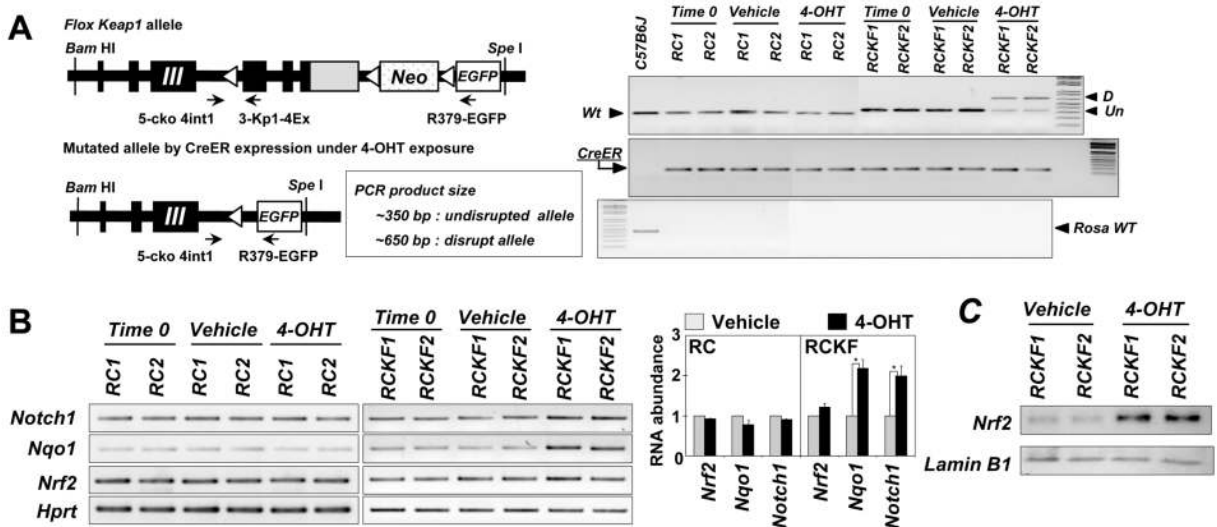 A
Flox Keap1 allele
Bam HI
Spe I
Neo
EGFP
5-cko 4int1
3-Kp1-4Ex
R379-EGFP
Mutated allele by CreER expression under 4-OHT exposure
Bam HI
Spe I
EGFP
5-cko 4int1
R379-EGFP
PCR product size
~350 bp : undisrupted allele
~650 bp : disrupt allele
Time 0 Vehicle 4-OHT Time 0 Vehicle 4-OHT
C57B6J RC1 RC2 RC1 RC2 RC1 RC2 RCKF1 RCKF2 RCKF1 RCKF2 RCKF1 RCKF2
Wt
D
Un
CreER
Rosa WT
B
Time 0 Vehicle 4-OHT Time 0 Vehicle 4-OHT
RC1 RC2 RC1 RC2 RC1 RC2 RCKF1 RCKF2 RCKF1 RCKF2 RCKF1 RCKF2
Notch1
Nqo1
Nrf2
Hprt
Vehicle 4-OHT
RC RCKF
RNA abundance
3
2
1
0
* *
Nrf2 Nqo1 Notch1 Nrf2 Nqo1 Notch1
C
Vehicle 4-OHT
RCKF1 RCKF2 RCKF1 RCKF2
Nrf2
Lamin B1